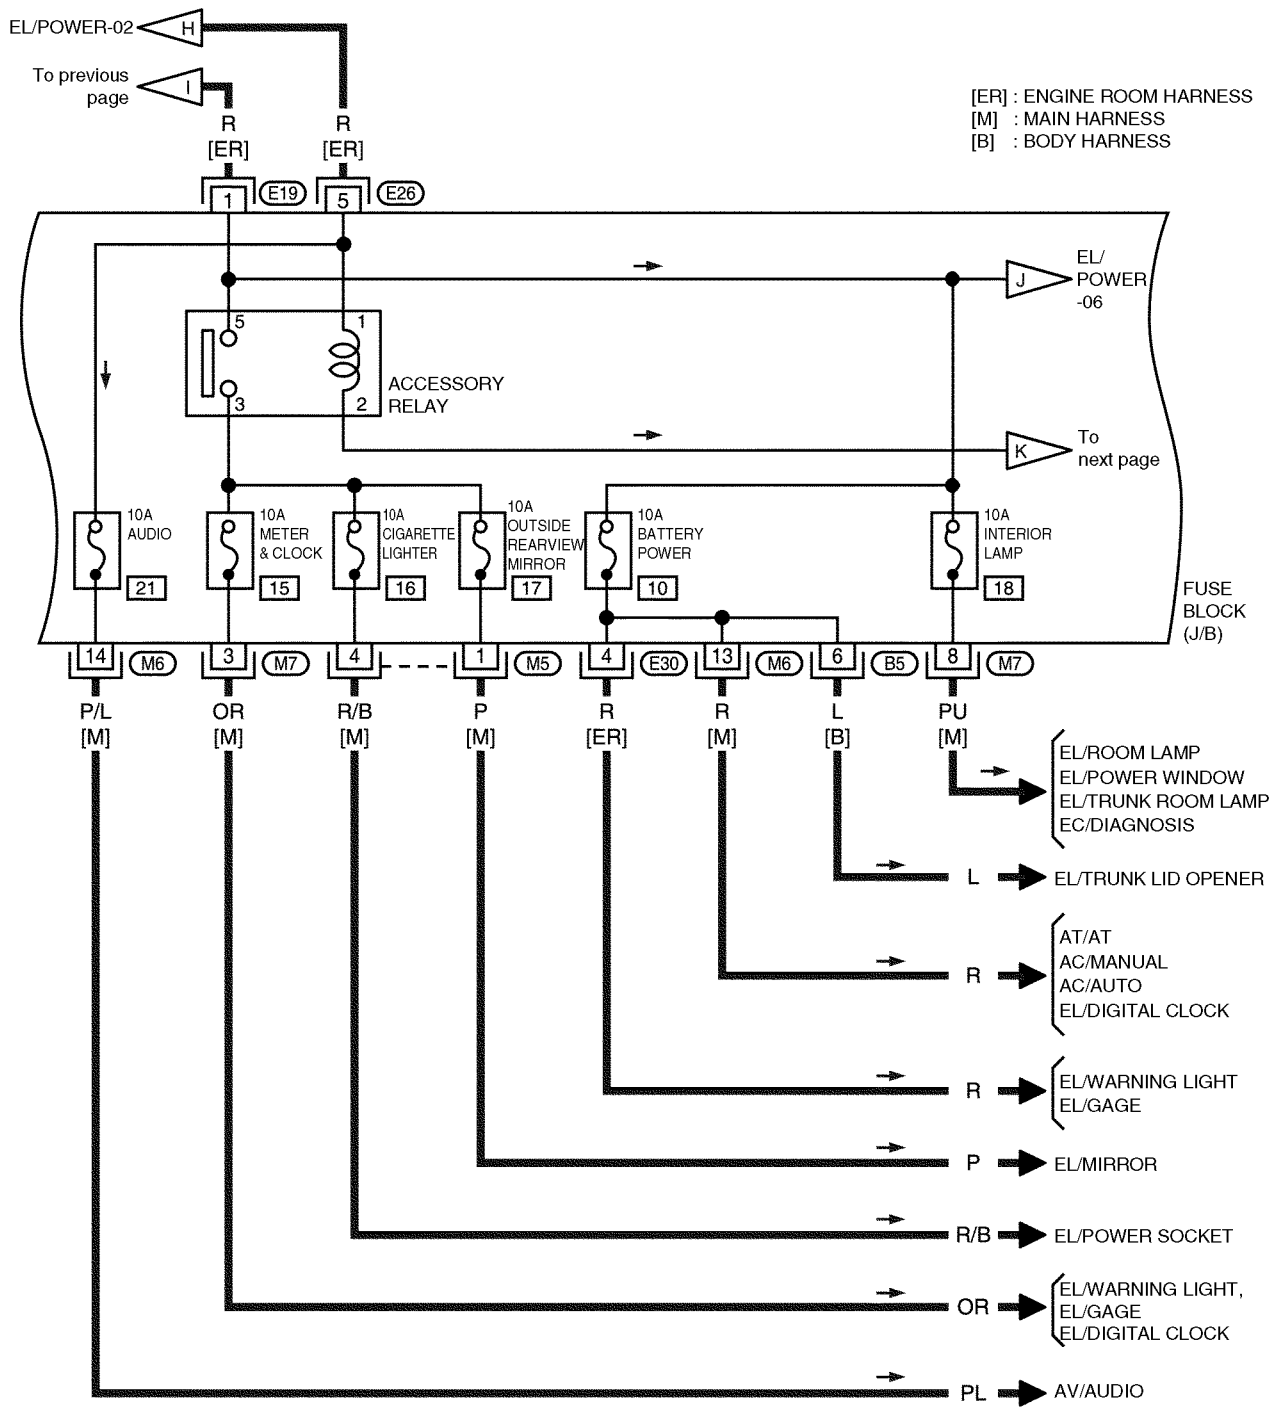 EL/POWER-02
H
To previous
page
I
[ER] : ENGINE ROOM HARNESS
[M] : MAIN HARNESS
[B] : BODY HARNESS
R
R
[ER]
[ER]
1
E19
5
E26
J
EL/
POWER
-06
5
1
3
2
ACCESSORY
RELAY
K
To
next page
10A
AUDIO
21
10A
METER
& CLOCK
15
10A
CIGARETTE
LIGHTER
16
10A
OUTSIDE
REARVIEW
MIRROR
17
10A
BATTERY
POWER
10
10A
INTERIOR
LAMP
18
FUSE
BLOCK
(J/B)
14
M6
3
M7
4
1
M5
4
E30
13
M6
6
B5
8
M7
P/L
OR
R/B
P
R
R
L
PU
[M]
[M]
[M]
[M]
[ER]
[M]
[B]
[M]
EL/ROOM LAMP
EL/POWER WINDOW
EL/TRUNK ROOM LAMP
EC/DIAGNOSIS
L
EL/TRUNK LID OPENER
R
AT/AT
AC/MANUAL
AC/AUTO
EL/DIGITAL CLOCK
R
EL/WARNING LIGHT
EL/GAGE
P
EL/MIRROR
R/B
EL/POWER SOCKET
OR
EL/WARNING LIGHT,
EL/GAGE
EL/DIGITAL CLOCK
PL
AV/AUDIO